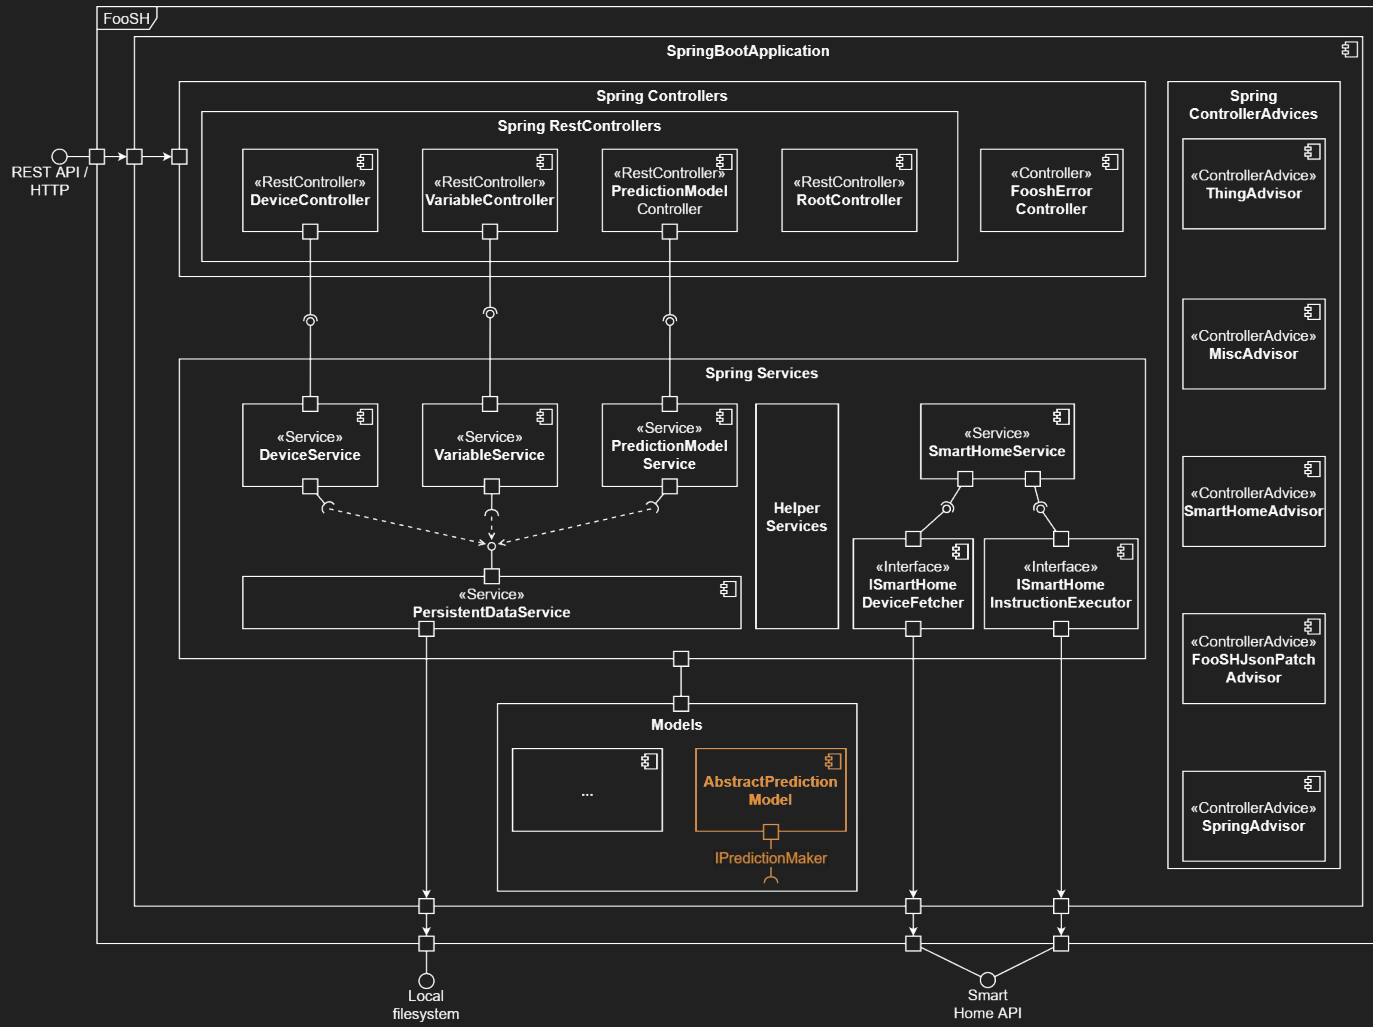 FooSH
SpringBootApplication
Spring Controllers
Spring RestControllers
REST API /
HTTP
«RestController»
DeviceController
«RestController»
VariableController
«RestController»
PredictionModel
Controller
«RestController»
RootController
«Controller»
FooshError
Controller
Spring
ControllerAdvices
«ControllerAdvice»
ThingAdvisor
«ControllerAdvice»
MiscAdvisor
«ControllerAdvice»
SmartHomeAdvisor
«ControllerAdvice»
FooSHJsonPatch
Advisor
«ControllerAdvice»
SpringAdvisor
Spring Services
«Service»
DeviceService
«Service»
VariableService
«Service»
PredictionModel
Service
Helper
Services
«Service»
SmartHomeService
«Interface»
ISmartHome
DeviceFetcher
«Interface»
ISmartHome
InstructionExecutor
«Service»
PersistentDataService
Models
...
AbstractPrediction
Model
IPredictionMaker
Local
filesystem
Smart
Home API